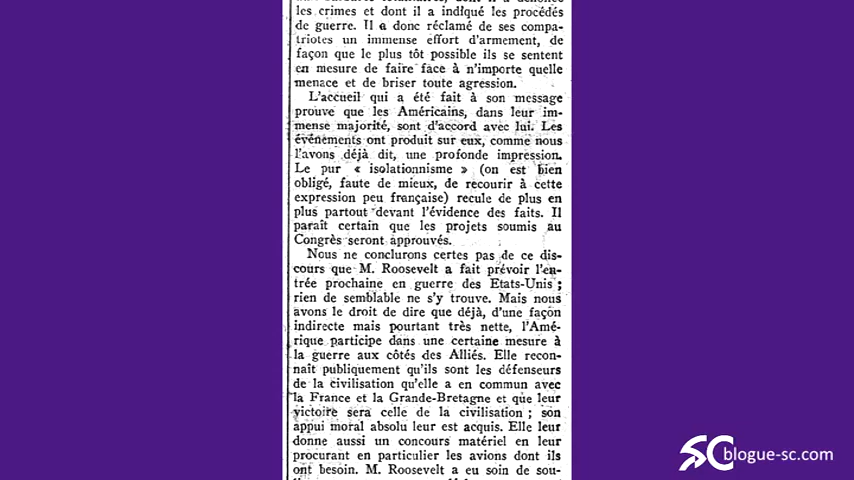 les crimes et dont il a indiqué les procédés
de guerre. Il a donc réclamé de ses compa-
triotes un immense effort d'armement, de
façon que le plus tôt possible ils se sentent
en mesure de faire face à n'importe quelle
menace et de briser toute agression.
L'accueil qui a été fait à son message
prouve que les Américains, dans leur im-
mense majorité, sont d'accord avec lui. Les
événements ont produit sur eux, comme nous
l'avons déjà dit, une profonde impression.
Le pur « isolationnisme » (on est bien
obligé, faute de mieux, de recourir à cette
expression peu française) recule de plus en
plus partout devant l'évidence des faits. Il
paraît certain que les projets soumis au
Congrès seront approuvés.
Nous ne conclurons certes pas de ce dis-
cours que M. Roosevelt a fait prévoir l'en-
trée prochaine en guerre des Etats-Unis ;
rien de semblable ne s'y trouve. Mais nous
avons le droit de dire que déjà, d'une façon
indirecte mais pourtant très nette, l'Amé-
rique participe dans une certaine mesure à
la guerre aux côtés des Alliés. Elle recon-
naît publiquement qu'ils sont les défenseurs
de la civilisation qu'elle a en commun avec
la France et la Grande-Bretagne et que leur
victoire sera celle de la civilisation ; son
appui moral absolu leur est acquis. Elle leur
donne aussi un concours matériel en leur
procurant en particulier les avions dont ils
ont besoin. M. Roosevelt a eu soin de sou-
SC blogue-sc.com